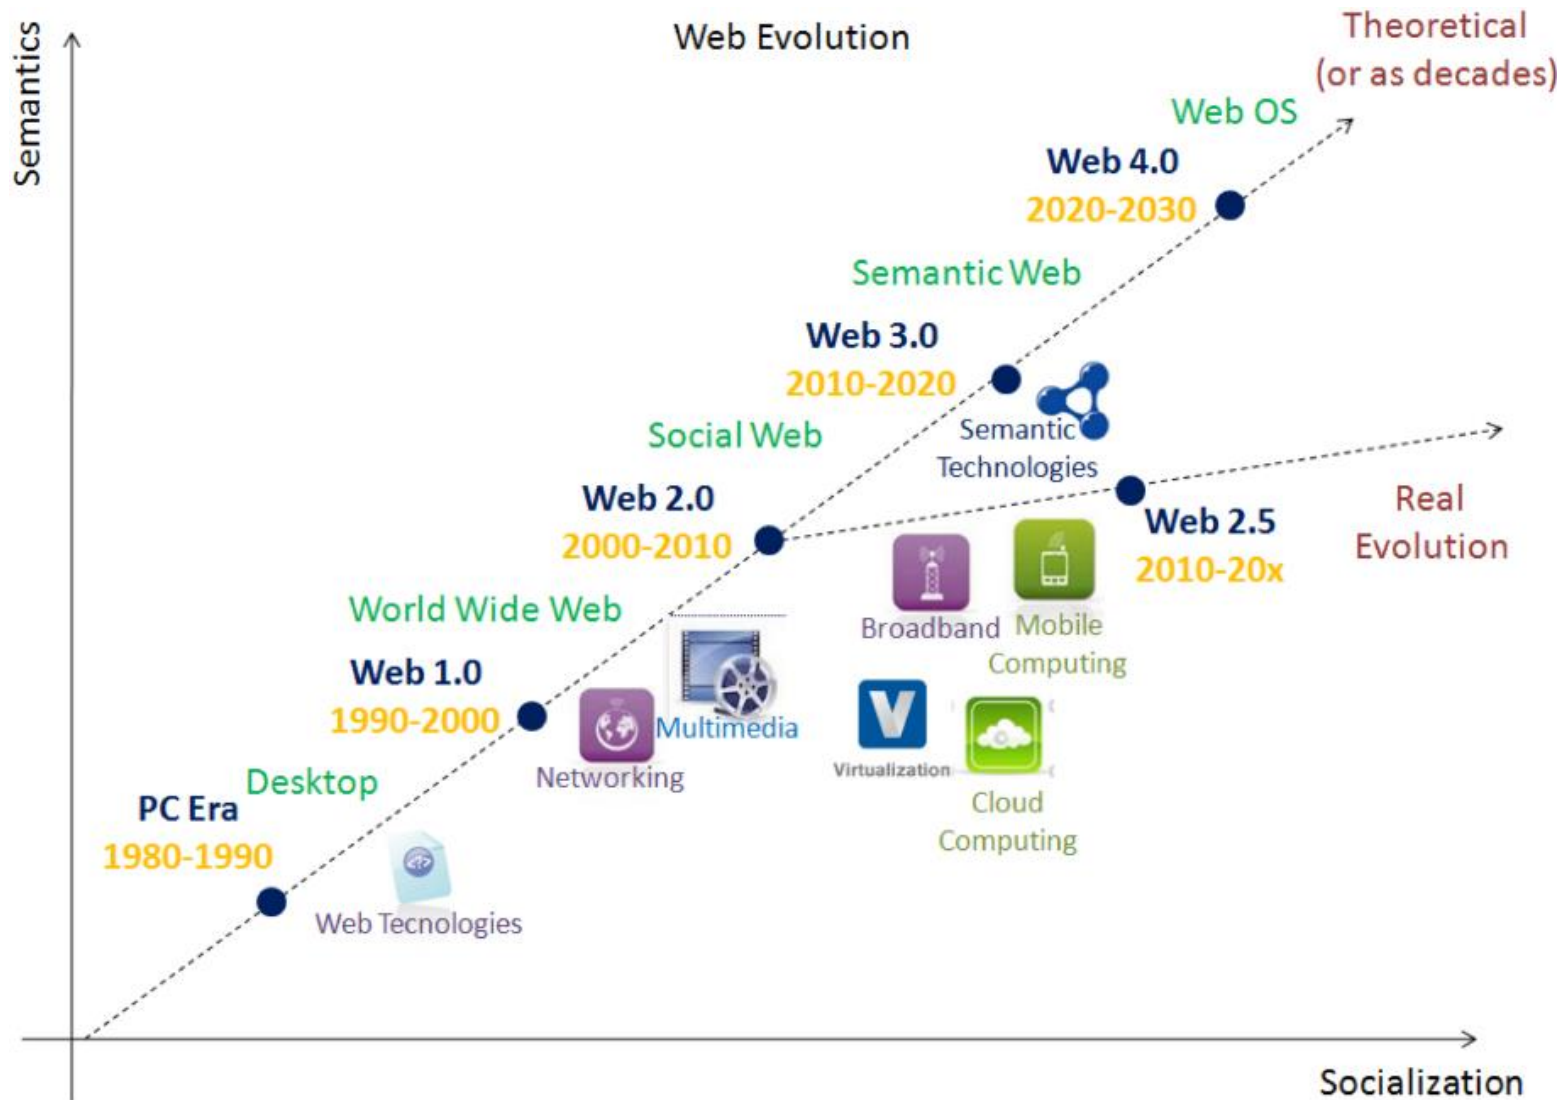 Web Evolution
Theoretical
(or as decades)
Semantics
Web OS
Web 4.0
2020-2030
Semantic Web
Web 3.0
2010-2020
Semantic
Technologies
Social Web
Web 2.0
2000-2010
Web 2.5
2010-20x
Real
Evolution
Broadband
Mobile
Computing
World Wide Web
Web 1.0
1990-2000
Networking
Multimedia
V
Virtualization
Cloud
Computing
Desktop
PC Era
1980-1990
</>
Web Tecnologies
Socialization